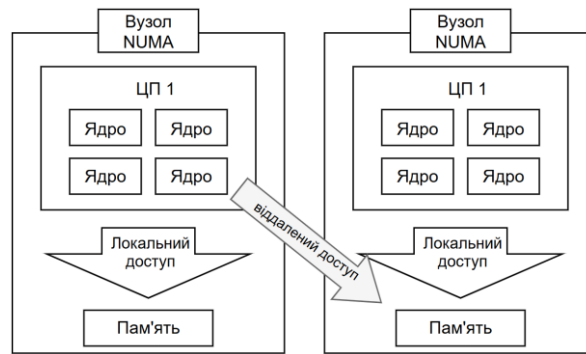 Вузол
NUMA
ЦП 1
Ядро
Ядро
Ядро
Ядро
Локальний
доступ
Пам'ять
віддалений доступ
Вузол
NUMA
ЦП 1
Ядро
Ядро
Ядро
Ядро
Локальний
доступ
Пам'ять